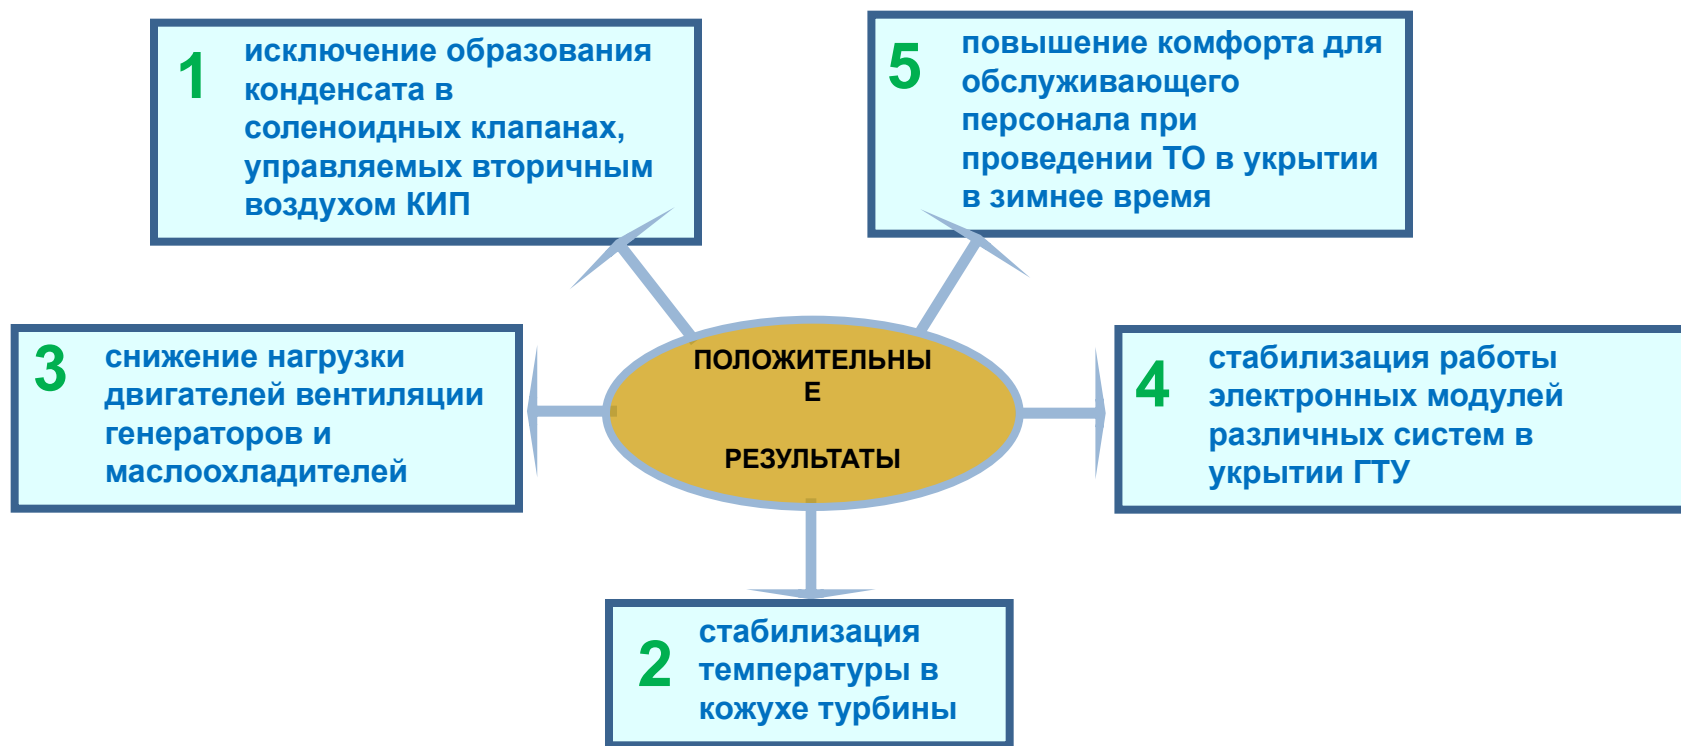 1
исключение образования
конденсата в
соленоидных клапанах,
управляемых вторичным
воздухом КИП
5
повышение комфорта для
обслуживающего
персонала при
проведении ТО в укрытии
в зимнее время
3
снижение нагрузки
двигателей вентиляции
генераторов и
маслоохладителей
ПОЛОЖИТЕЛЬНЫ
Е
РЕЗУЛЬТАТЫ
4
стабилизация работы
электронных модулей
различных систем в
укрытии ГТУ
2
стабилизация
температуры в
кожухе турбины